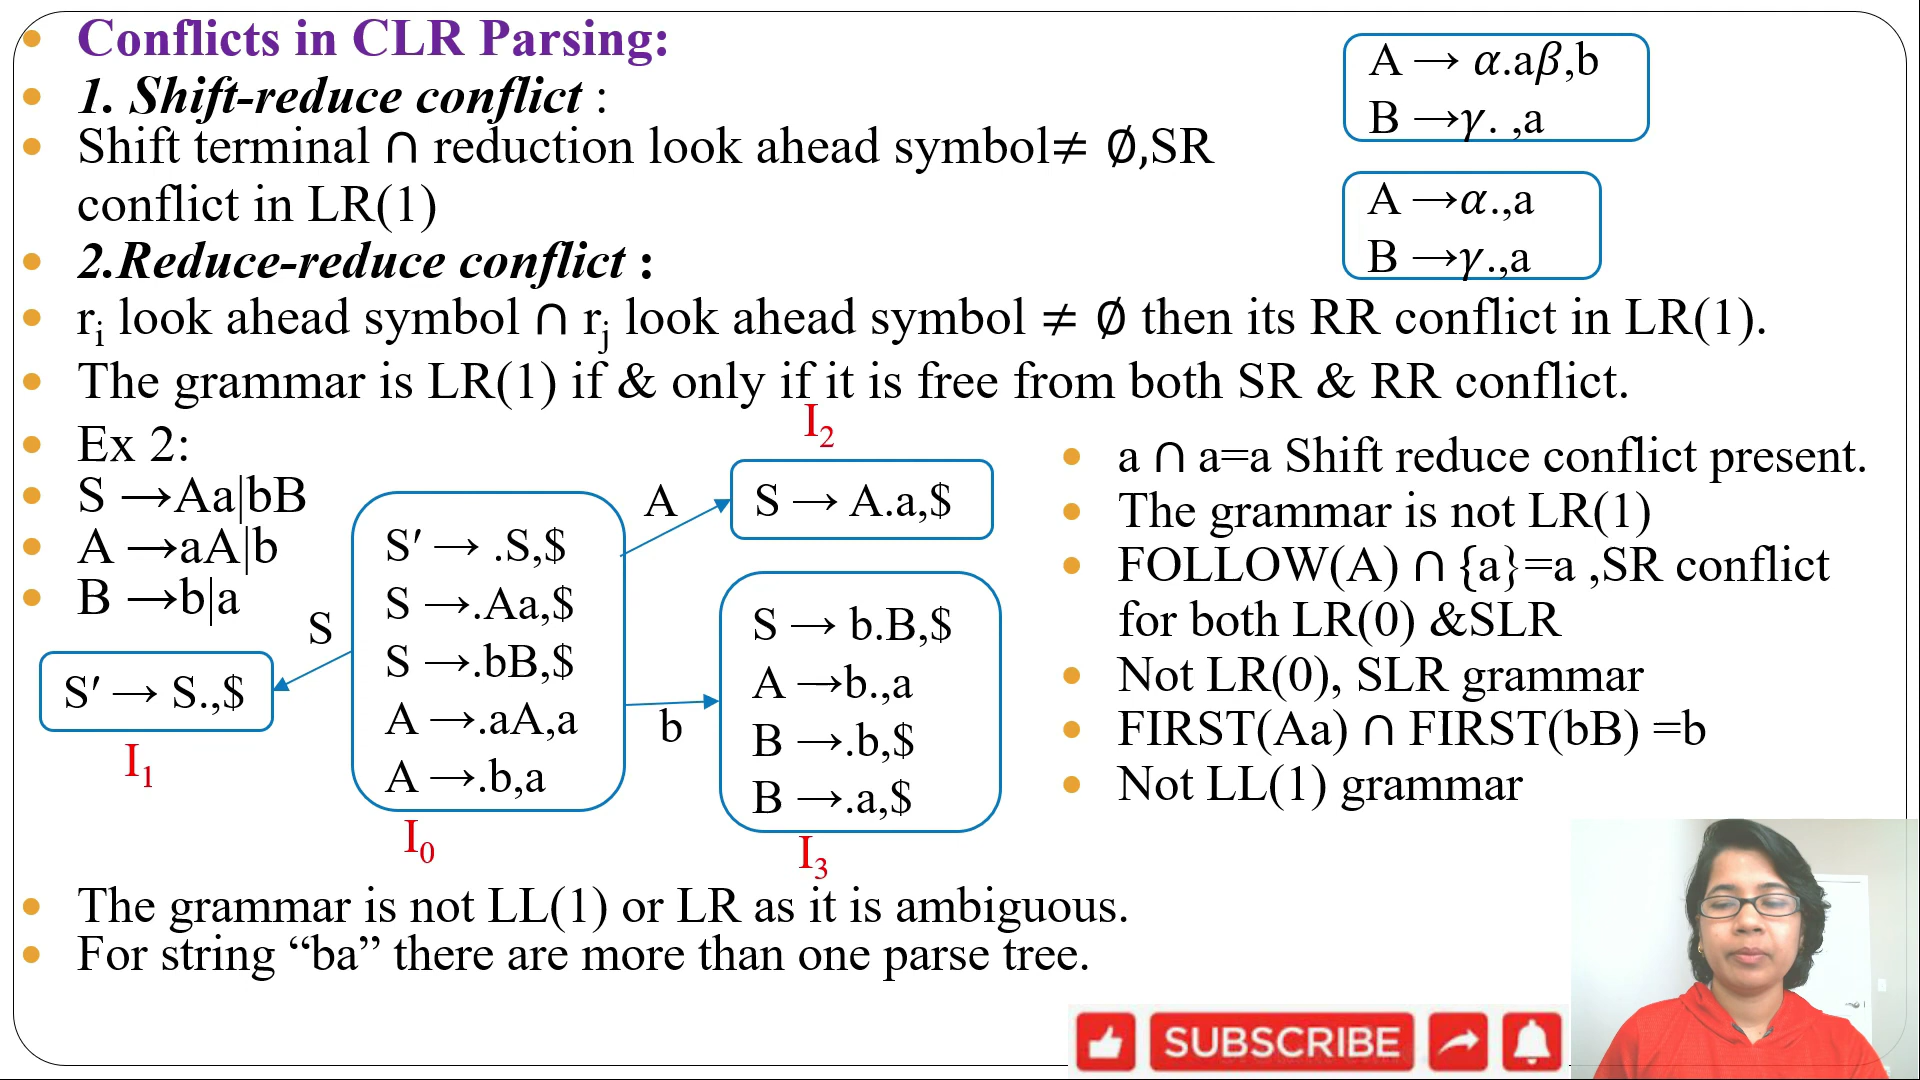 Conflicts in CLR Parsing:
1. Shift-reduce conflict :
Shift terminal ∩ reduction look ahead symbol≠ ∅,SR
conflict in LR(1)
A → α.aβ,b
B →γ. ,a
A →α.,a
B →γ.,a
2.Reduce-reduce conflict :
rᵢ look ahead symbol ∩ rⱼ look ahead symbol ≠ ∅ then its RR conflict in LR(1).
The grammar is LR(1) if & only if it is free from both SR & RR conflict.
Ex 2:
S →Aa|bB
A →aA|b
B →b|a
S
S′ → S.,$
I₁
S′ → .S,$
S →.Aa,$
S →.bB,$
A →.aA,a
A →.b,a
I₀
A
I₂
S → A.a,$
b
S → b.B,$
A →b.,a
B →.b,$
B →.a,$
I₃
a ∩ a=a Shift reduce conflict present.
The grammar is not LR(1)
FOLLOW(A) ∩ {a}=a ,SR conflict
for both LR(0) &SLR
Not LR(0), SLR grammar
FIRST(Aa) ∩ FIRST(bB) =b
Not LL(1) grammar
The grammar is not LL(1) or LR as it is ambiguous.
For string “ba” there are more than one parse tree.
SUBSCRIBE